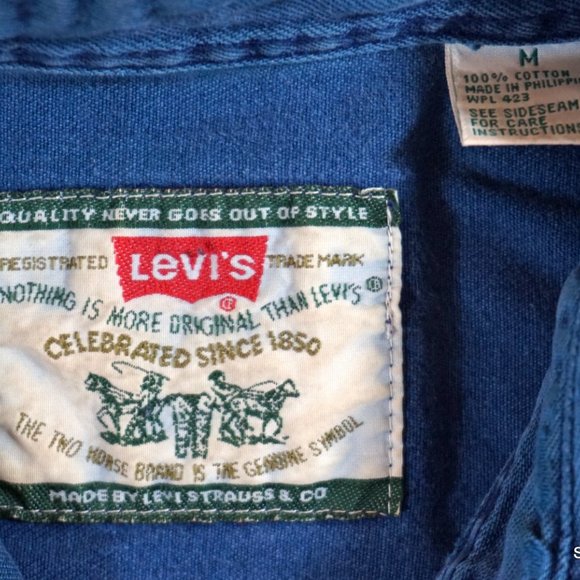 M
100% COTTON
MADE IN PHILIPPIN
WPL 423
SEE SIDESEAM
FOR CARE
INSTRUCTION
QUALITY NEVER GOES OUT OF STYLE
REGISTRATED LEVI'S TRADE MARK
NOTHING IS MORE ORIGINAL THAN LEVI'S ®
CELEBRATED SINCE 1850
THE TWO HORSE BRAND IS THE GENUINE SYMBOL
MADE BY LEVI STRAUSS & CO
S